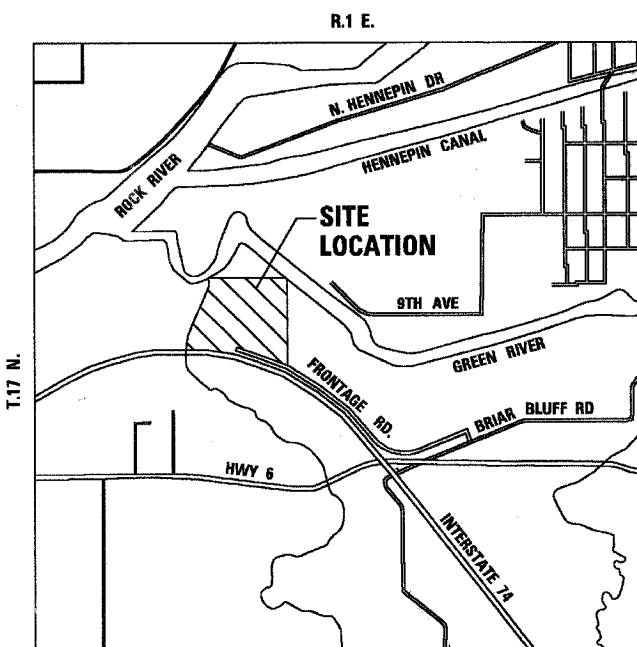 R.1 E.
N. HENNEPIN DR
HENNEPIN CANAL
ROCK RIVER
SITE
LOCATION
9TH AVE
GREEN RIVER
T.17 N.
FRONTAGE RD.
BRIAR BLUFF RD
HWY 6
INTERSTATE 74